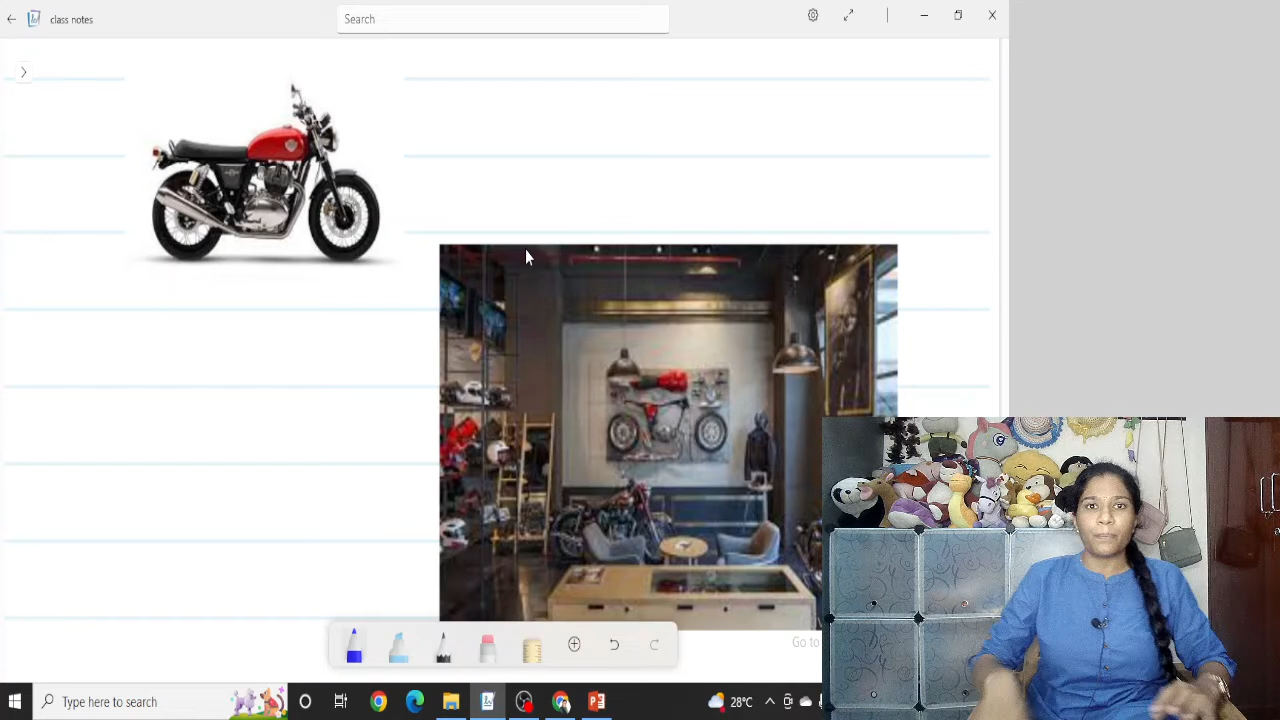 class notes
Search
Go to
Type here to search
28°C